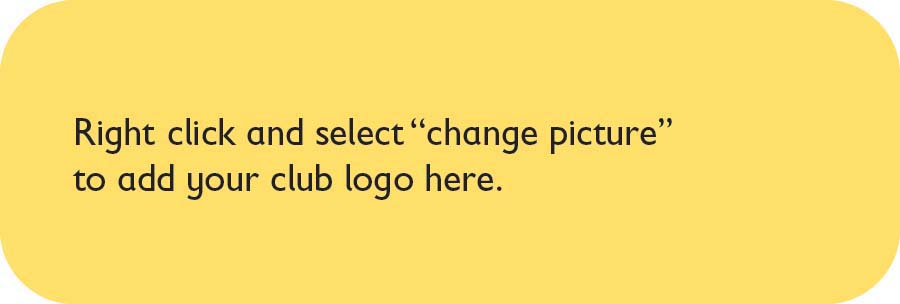 Right click and select “change picture”
to add your club logo here.